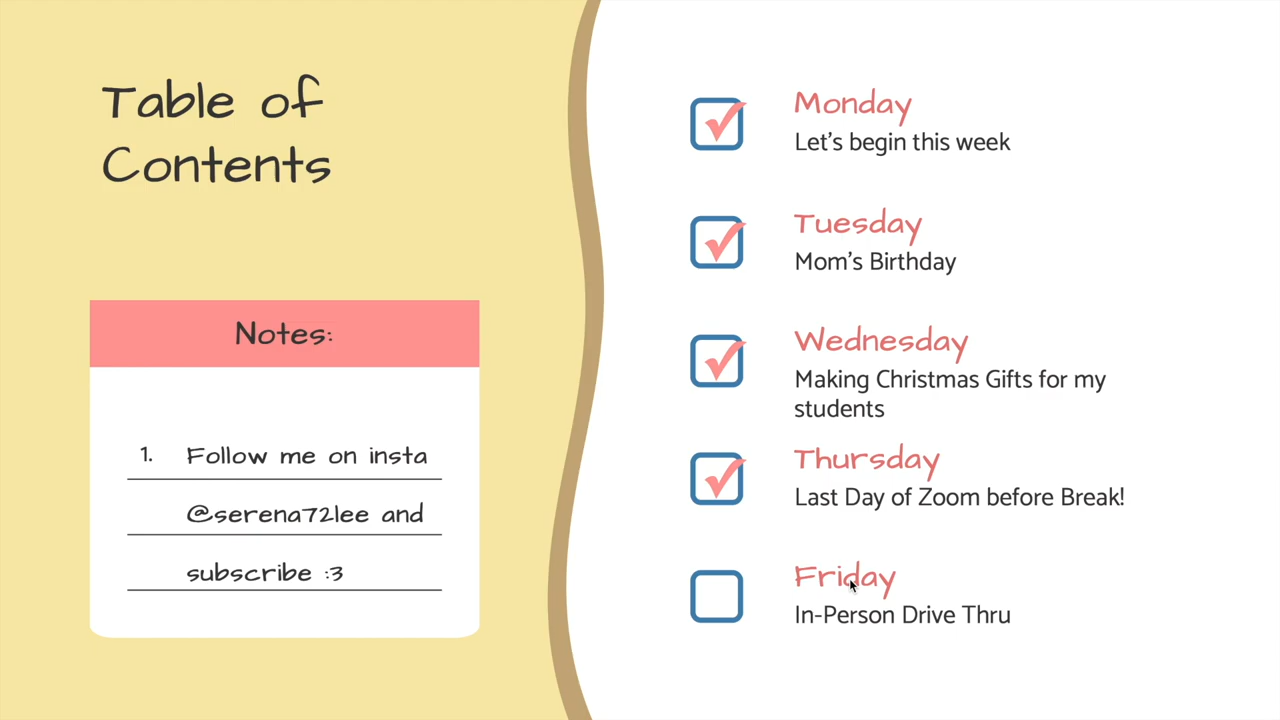 Table of
Contents
Notes:
1. Follow me on insta
@serena72lee and
subscribe :3
Monday
Let's begin this week
Tuesday
Mom's Birthday
Wednesday
Making Christmas Gifts for my
students
Thursday
Last Day of Zoom before Break!
Friday
In-Person Drive Thru